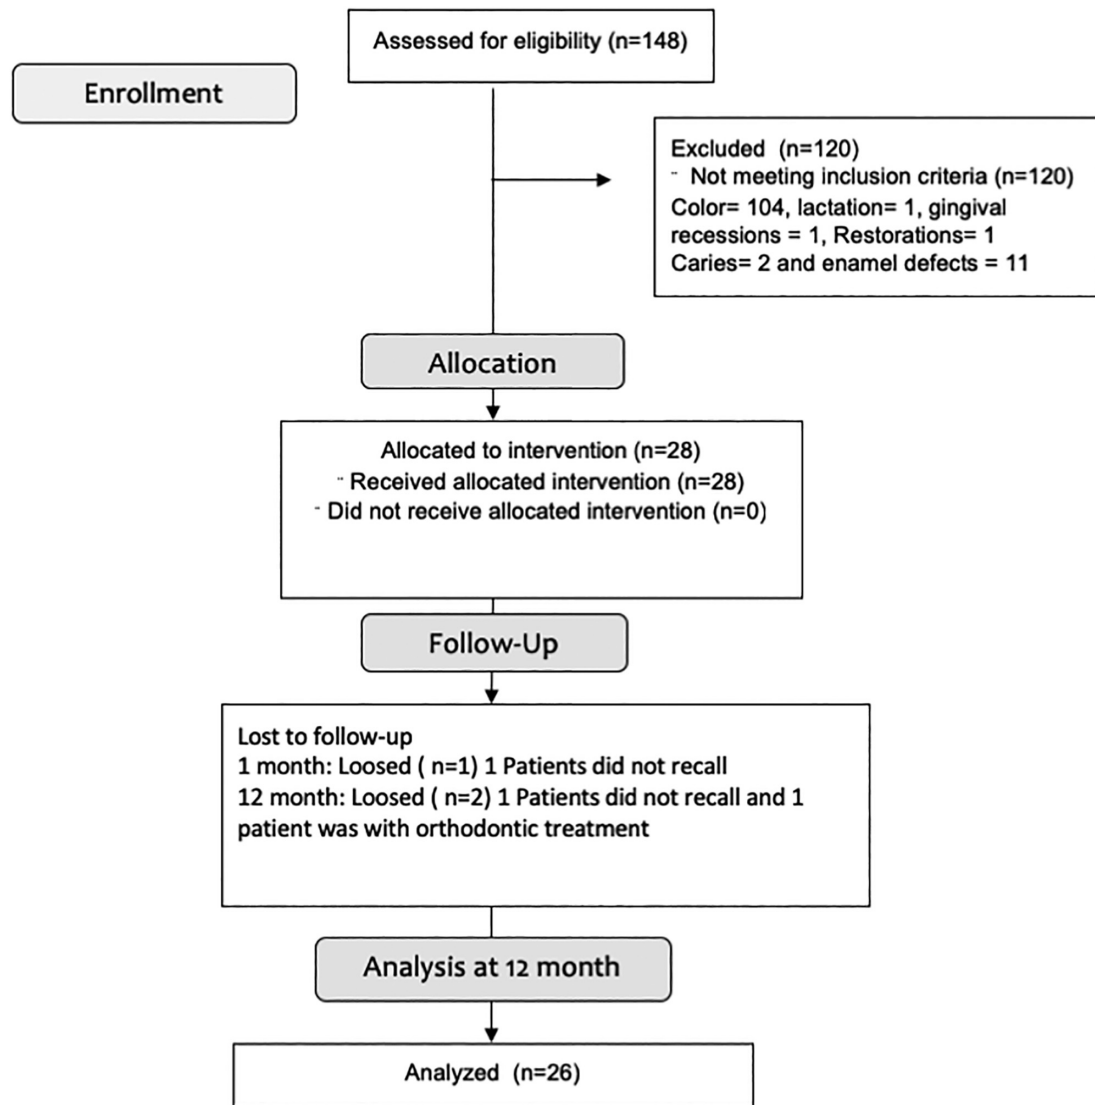 Assessed for eligibility (n=148)
Enrollment
Excluded (n=120)
¨ Not meeting inclusion criteria (n=120)
Color= 104, lactation= 1, gingival
recessions = 1, Restorations= 1
Caries= 2 and enamel defects = 11
Allocation
Allocated to intervention (n=28)
¨ Received allocated intervention (n=28)
¨ Did not receive allocated intervention (n=0)
Follow-Up
Lost to follow-up
1 month: Loosed ( n=1) 1 Patients did not recall
12 month: Loosed ( n=2) 1 Patients did not recall and 1
patient was with orthodontic treatment
Analysis at 12 month
Analyzed (n=26)